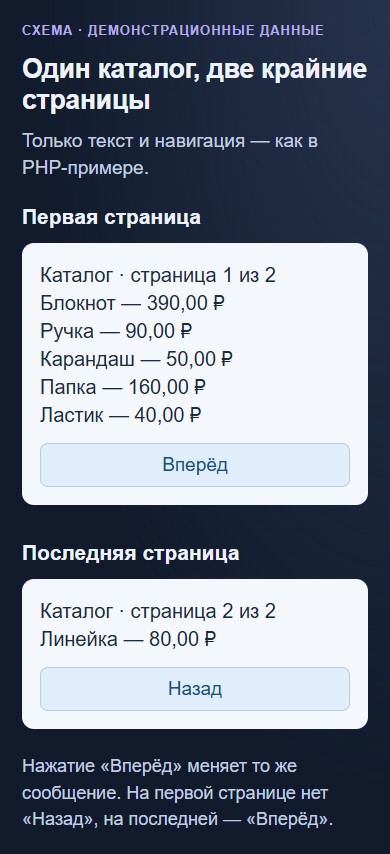 СХЕМА · ДЕМОНСТРАЦИОННЫЕ ДАННЫЕ
Один каталог, две крайние
страницы
Только текст и навигация — как в
PHP-примере.
Первая страница
Каталог · страница 1 из 2
Блокнот — 390,00 ₽
Ручка — 90,00 ₽
Карандаш — 50,00 ₽
Папка — 160,00 ₽
Ластик — 40,00 ₽
Вперёд
Последняя страница
Каталог · страница 2 из 2
Линейка — 80,00 ₽
Назад
Нажатие «Вперёд» меняет то же
сообщение. На первой странице нет
«Назад», на последней — «Вперёд».